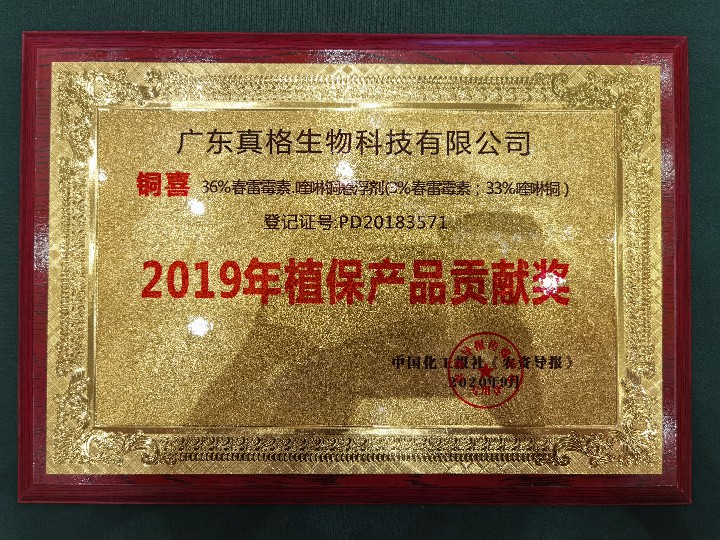 广东真格生物科技有限公司
铜喜 36%春雷霉素.喹啉铜悬浮剂(3%春雷霉素；33%喹啉铜)
登记证号:PD20183571
2019年植保产品贡献奖
中国化工报社《农资导报》
2020年9月